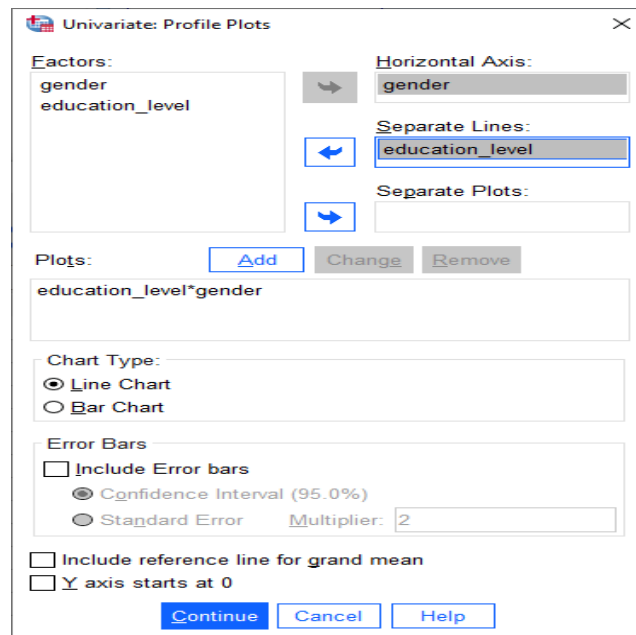 Univariate: Profile Plots
Factors:
gender
education_level
Horizontal Axis:
gender
Separate Lines:
education_level
Separate Plots:
Plots:
Add
Change
Remove
education_level*gender
Chart Type:
Line Chart
Bar Chart
Error Bars
Include Error bars
Confidence Interval (95.0%)
Standard Error Multiplier: 2
Include reference line for grand mean
Y axis starts at 0
Continue
Cancel
Help